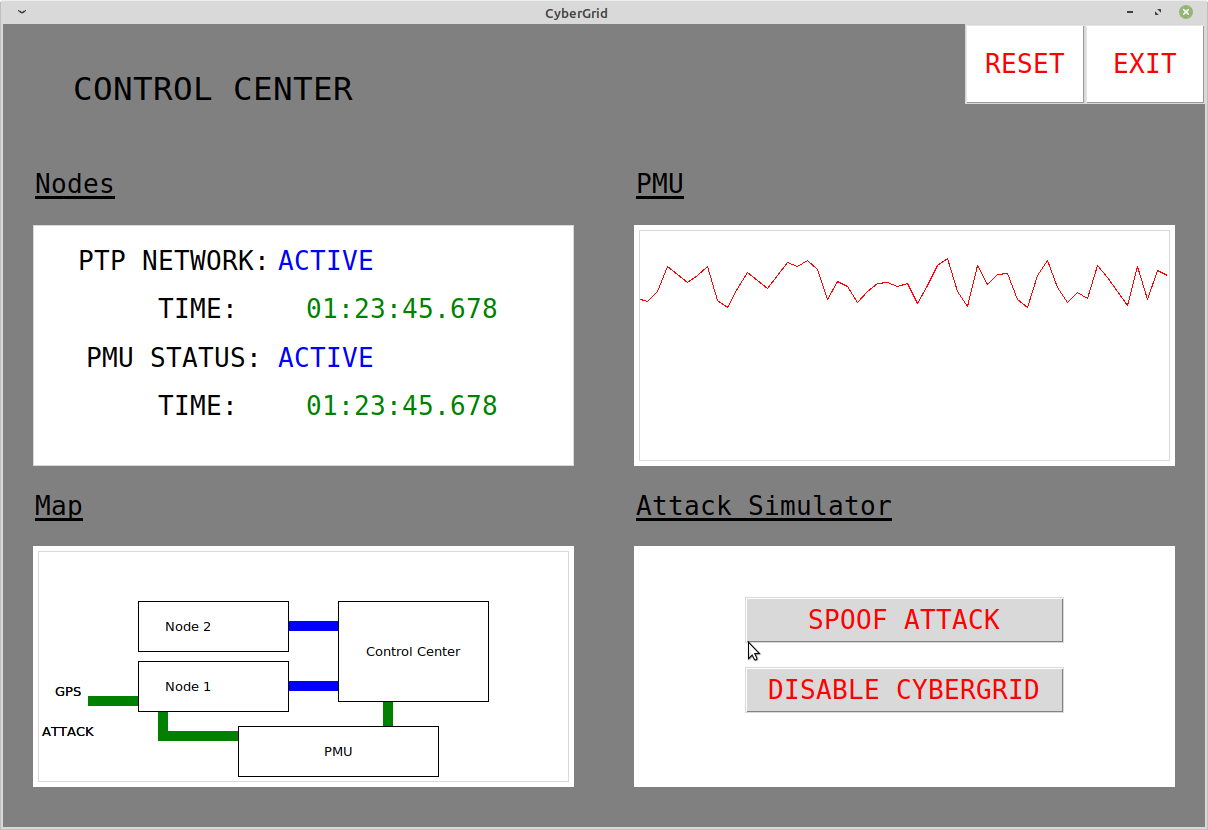 CyberGrid
RESET EXIT
CONTROL CENTER
Nodes
PTP NETWORK: ACTIVE
TIME: 01:23:45.678
PMU STATUS: ACTIVE
TIME: 01:23:45.678
PMU
Map
Node 2
Control Center
Node 1
GPS
ATTACK
PMU
Attack Simulator
SPOOF ATTACK
DISABLE CYBERGRID